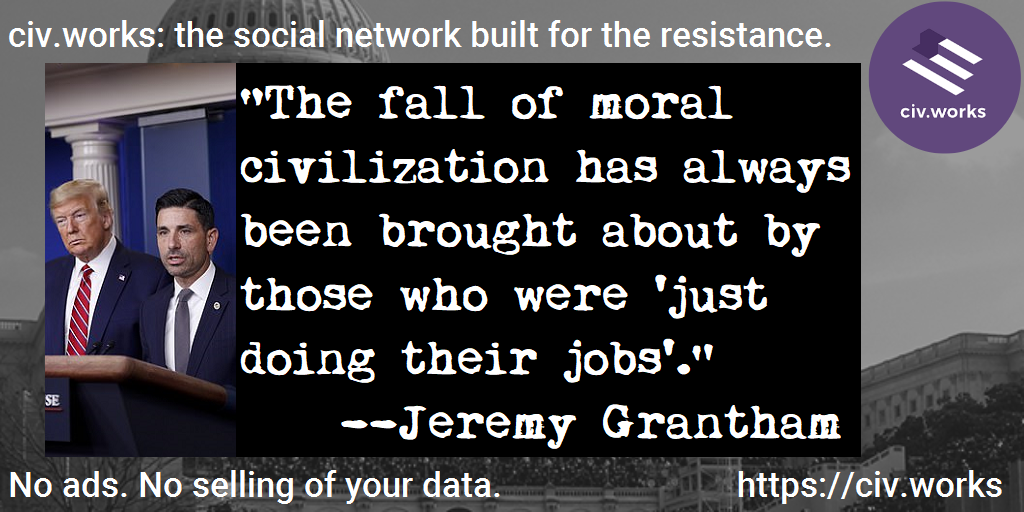 civ.works: the social network built for the resistance.
civ.works
"The fall of moral
civilization has always
been brought about by
those who were 'just
doing their jobs'."
--Jeremy Grantham
SE
No ads. No selling of your data.
https://civ.works